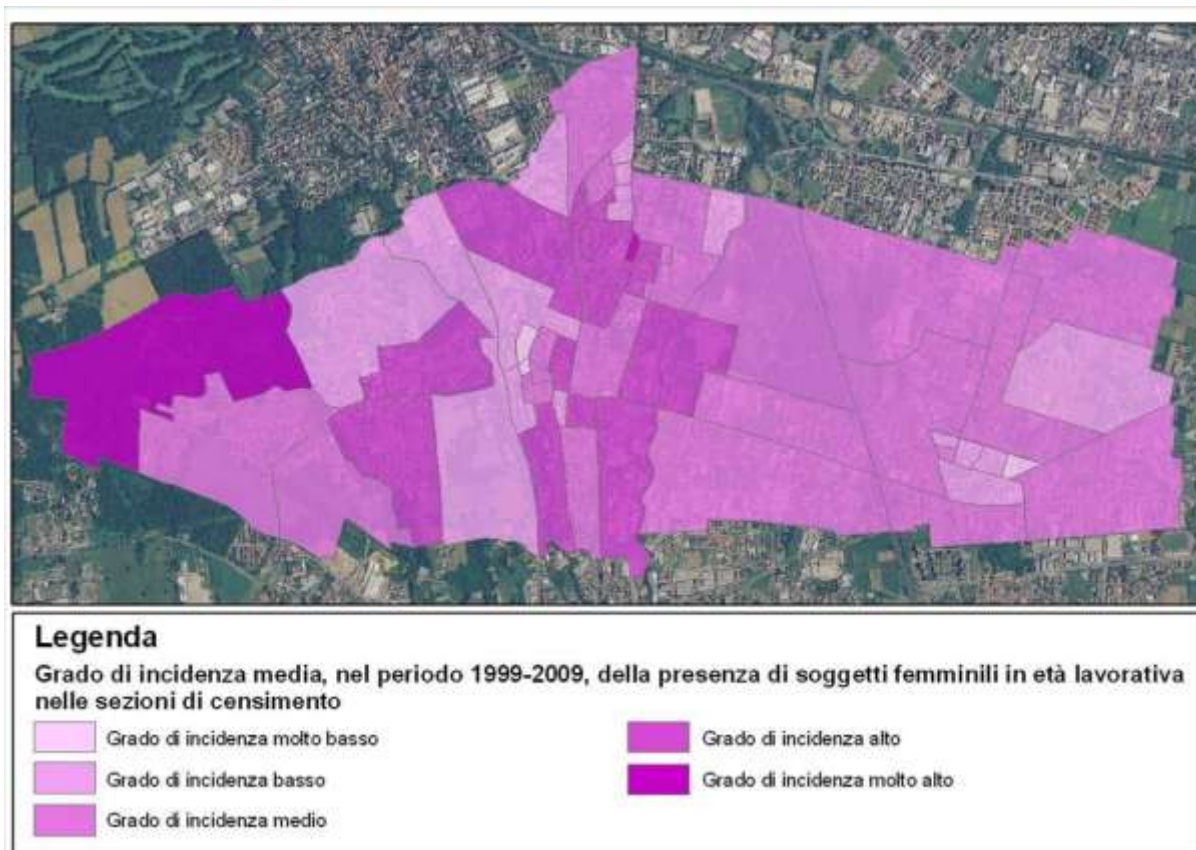 Legenda
Grado di incidenza media, nel periodo 1999-2009, della presenza di soggetti femminili in età lavorativa
nelle sezioni di censimento
Grado di incidenza molto basso
Grado di incidenza basso
Grado di incidenza medio
Grado di incidenza alto
Grado di incidenza molto alto